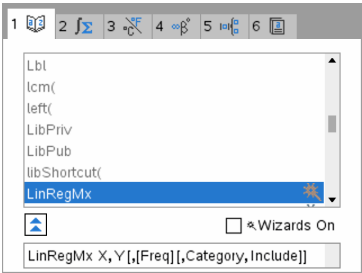 1 2 ∫Σ 3 °F °C 4 ∞β° 5 6
Lbl
lcm(
left(
LibPriv
LibPub
libShortcut(
LinRegMx
Wizards On
LinRegMx X,Y[,[Freq][,Category,Include]]